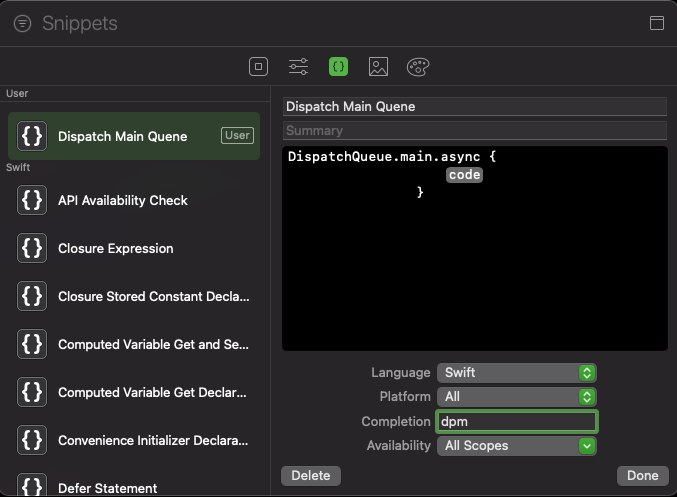 Snippets
User
Dispatch Main Quene
User
Swift
API Availability Check
Closure Expression
Closure Stored Constant Decla...
Computed Variable Get and Se...
Computed Variable Get Declar...
Convenience Initializer Declara...
Defer Statement
Dispatch Main Quene
Summary
DispatchQueue.main.async {
code
}
Language Swift
Platform All
Completion dpm
Availability All Scopes
Delete Done